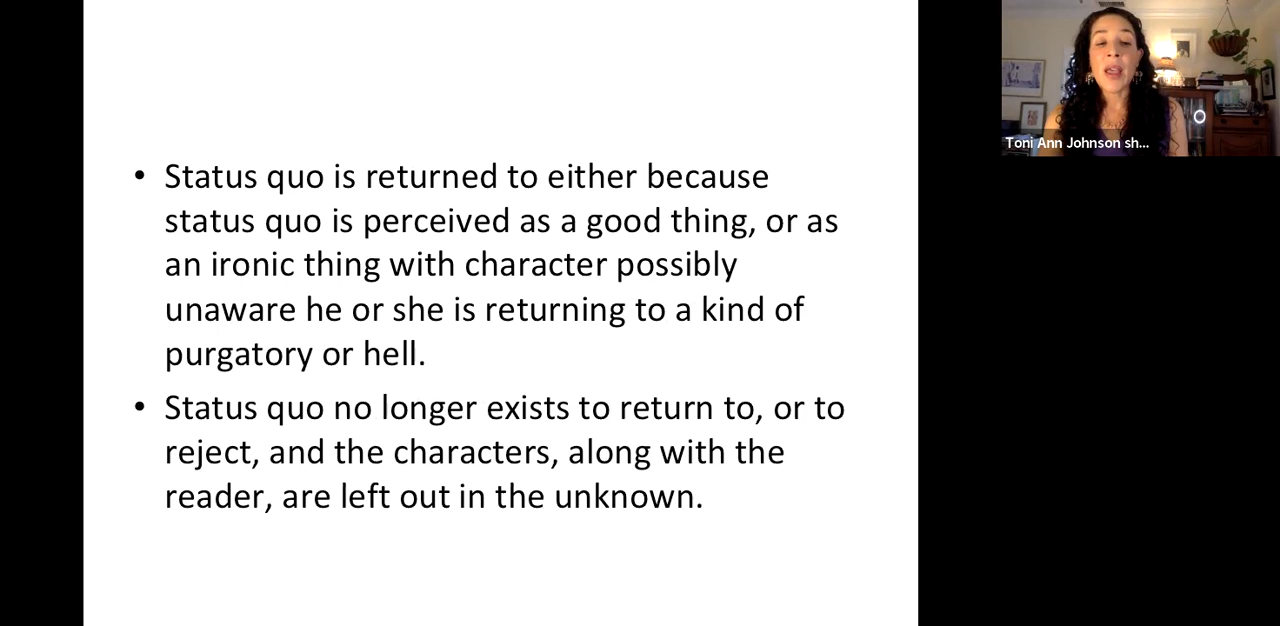 • Status quo is returned to either because
status quo is perceived as a good thing, or as
an ironic thing with character possibly
unaware he or she is returning to a kind of
purgatory or hell.
• Status quo no longer exists to return to, or to
reject, and the characters, along with the
reader, are left out in the unknown.
Toni Ann Johnson sh...